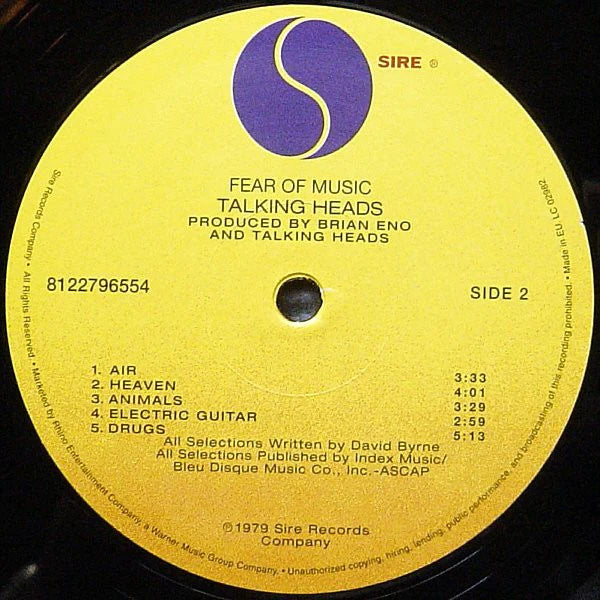 SIRE ®
FEAR OF MUSIC
TALKING HEADS
PRODUCED BY BRIAN ENO
AND TALKING HEADS
8122796554
SIDE 2
1. AIR 3:33
2. HEAVEN 4:01
3. ANIMALS 3:29
4. ELECTRIC GUITAR 2:59
5. DRUGS 5:13
All Selections Written by David Byrne
All Selections Published by Index Music/
Bleu Disque Music Co., Inc.-ASCAP
℗1979 Sire Records
Company
Sire Records Company • All Rights Reserved. • Marketed by Rhino Entertainment Company, a Warner Music Group Company. • Unauthorized copying, hiring, lending, public performance, and broadcasting of this recording prohibited. • Made in EU LC 02982